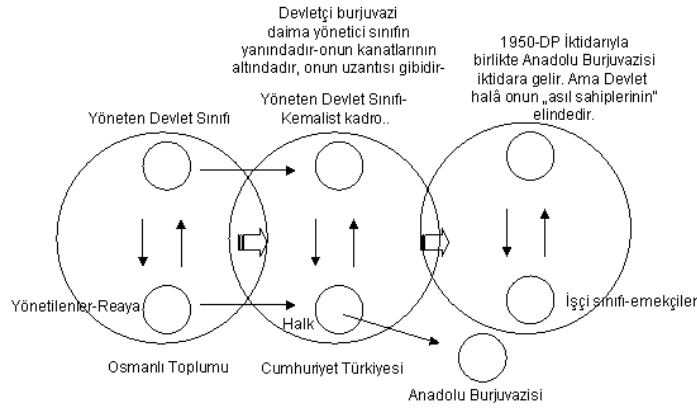 Devletçi burjuvazi
daima yönetici sınıfın
yanındadır-onun kanatlarının
altındadır, onun uzantısı gibidir-
1950-DP İktidarıyla
birlikte Anadolu Burjuvazisi
iktidara gelir. Ama Devlet
halâ onun „asıl sahiplerinin"
elindedir.
Yöneten Devlet Sınıfı
Yöneten Devlet Sınıfı-
Kemalist kadro..
Yönetilenler-Reaya
Halk
İşçi sınıfı-emekçiler
Osmanlı Toplumu
Cumhuriyet Türkiyesi
Anadolu Burjuvazisi